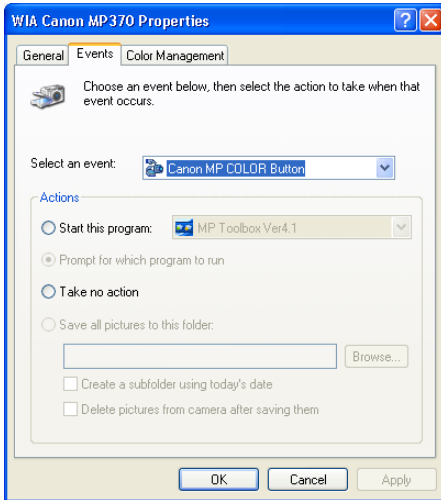 WIA Canon MP370 Properties
General Events Color Management
Choose an event below, then select the action to take when that
event occurs.
Select an event: Canon MP COLOR Button
Actions
Start this program: MP Toolbox Ver4.1
Prompt for which program to run
Take no action
Save all pictures to this folder:
Browse...
Create a subfolder using today's date
Delete pictures from camera after saving them
OK Cancel Apply